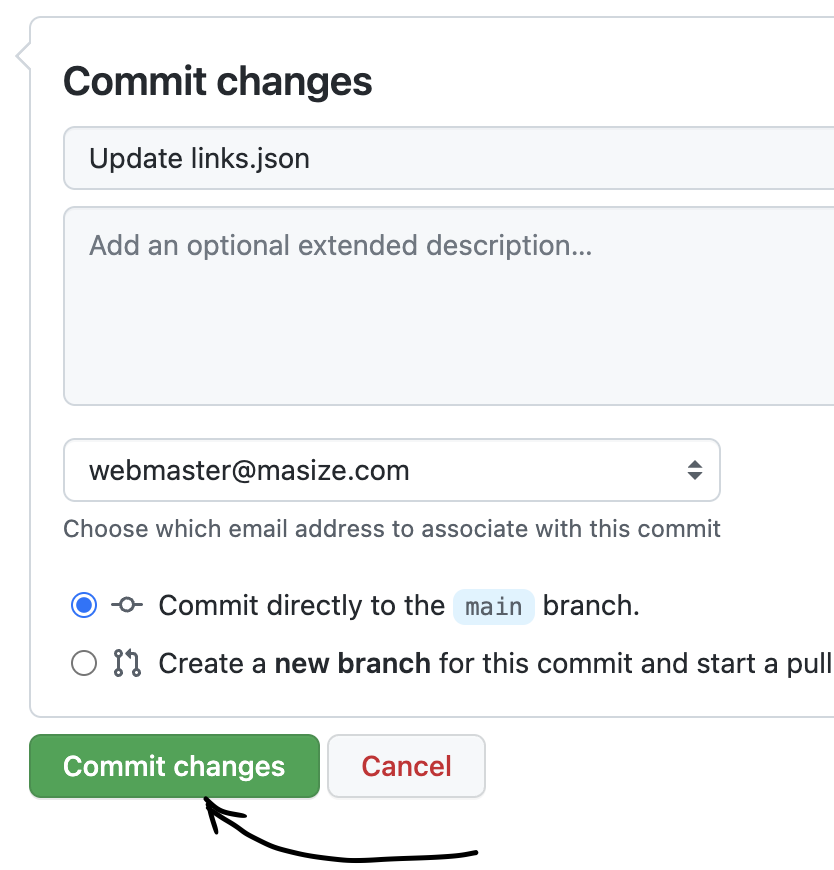 Commit changes
Update links.json
Add an optional extended description...
webmaster@masize.com
Choose which email address to associate with this commit
Commit directly to the main branch.
Create a new branch for this commit and start a pull
Commit changes Cancel